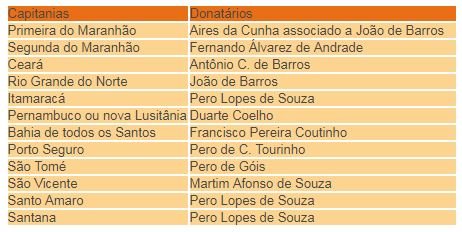 Capitanias Donatários
Primeira do Maranhão Aires da Cunha associado a João de Barros
Segunda do Maranhão Fernando Álvarez de Andrade
Ceará Antônio C. de Barros
Rio Grande do Norte João de Barros
Itamaracá Pero Lopes de Souza
Pernambuco ou nova Lusitânia Duarte Coelho
Bahia de todos os Santos Francisco Pereira Coutinho
Porto Seguro Pero de C. Tourinho
São Tomé Pero de Góis
São Vicente Martim Afonso de Souza
Santo Amaro Pero Lopes de Souza
Santana Pero Lopes de Souza